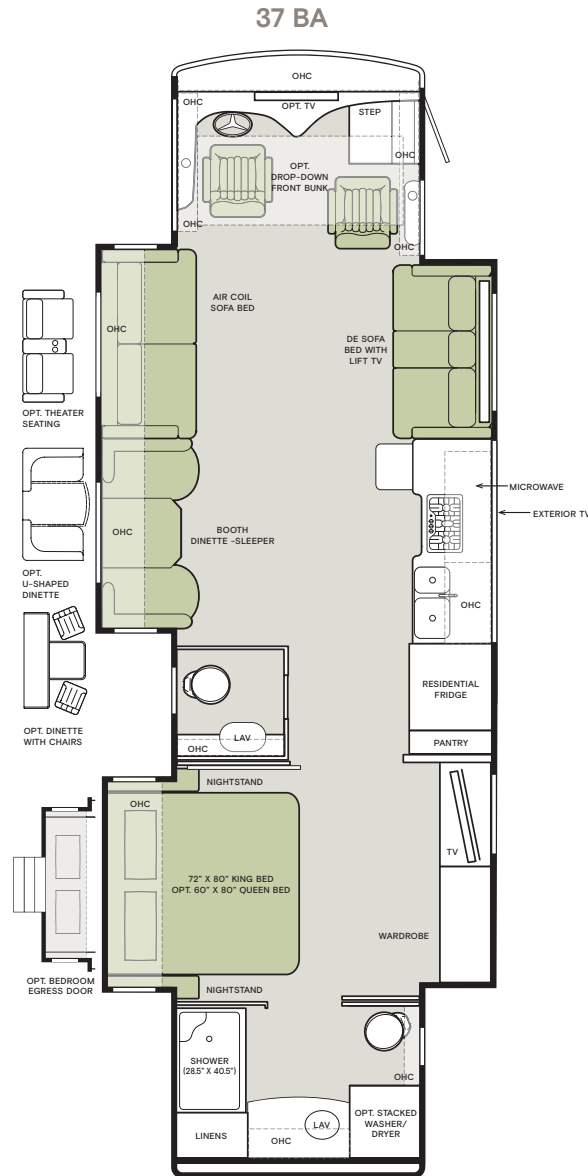 37 BA
OHC
OHC
OPT. TV
STEP
OPT.
DROP-DOWN
FRONT BUNK
OHC
OHC
OHC
AIR COIL
SOFA BED
OHC
DE SOFA
BED WITH
LIFT TV
OPT. THEATER
SEATING
MICROWAVE
EXTERIOR TV
BOOTH
DINETTE -SLEEPER
OHC
OPT.
U-SHAPED
DINETTE
OHC
RESIDENTIAL
FRIDGE
OPT. DINETTE
WITH CHAIRS
LAV
PANTRY
OHC
NIGHTSTAND
OHC
TV
72" X 80" KING BED
OPT. 60" X 80" QUEEN BED
WARDROBE
OPT. BEDROOM
EGRESS DOOR
NIGHTSTAND
SHOWER
(28.5" X 40.5")
OHC
OPT. STACKED
WASHER/
DRYER
LAV
LINENS
OHC